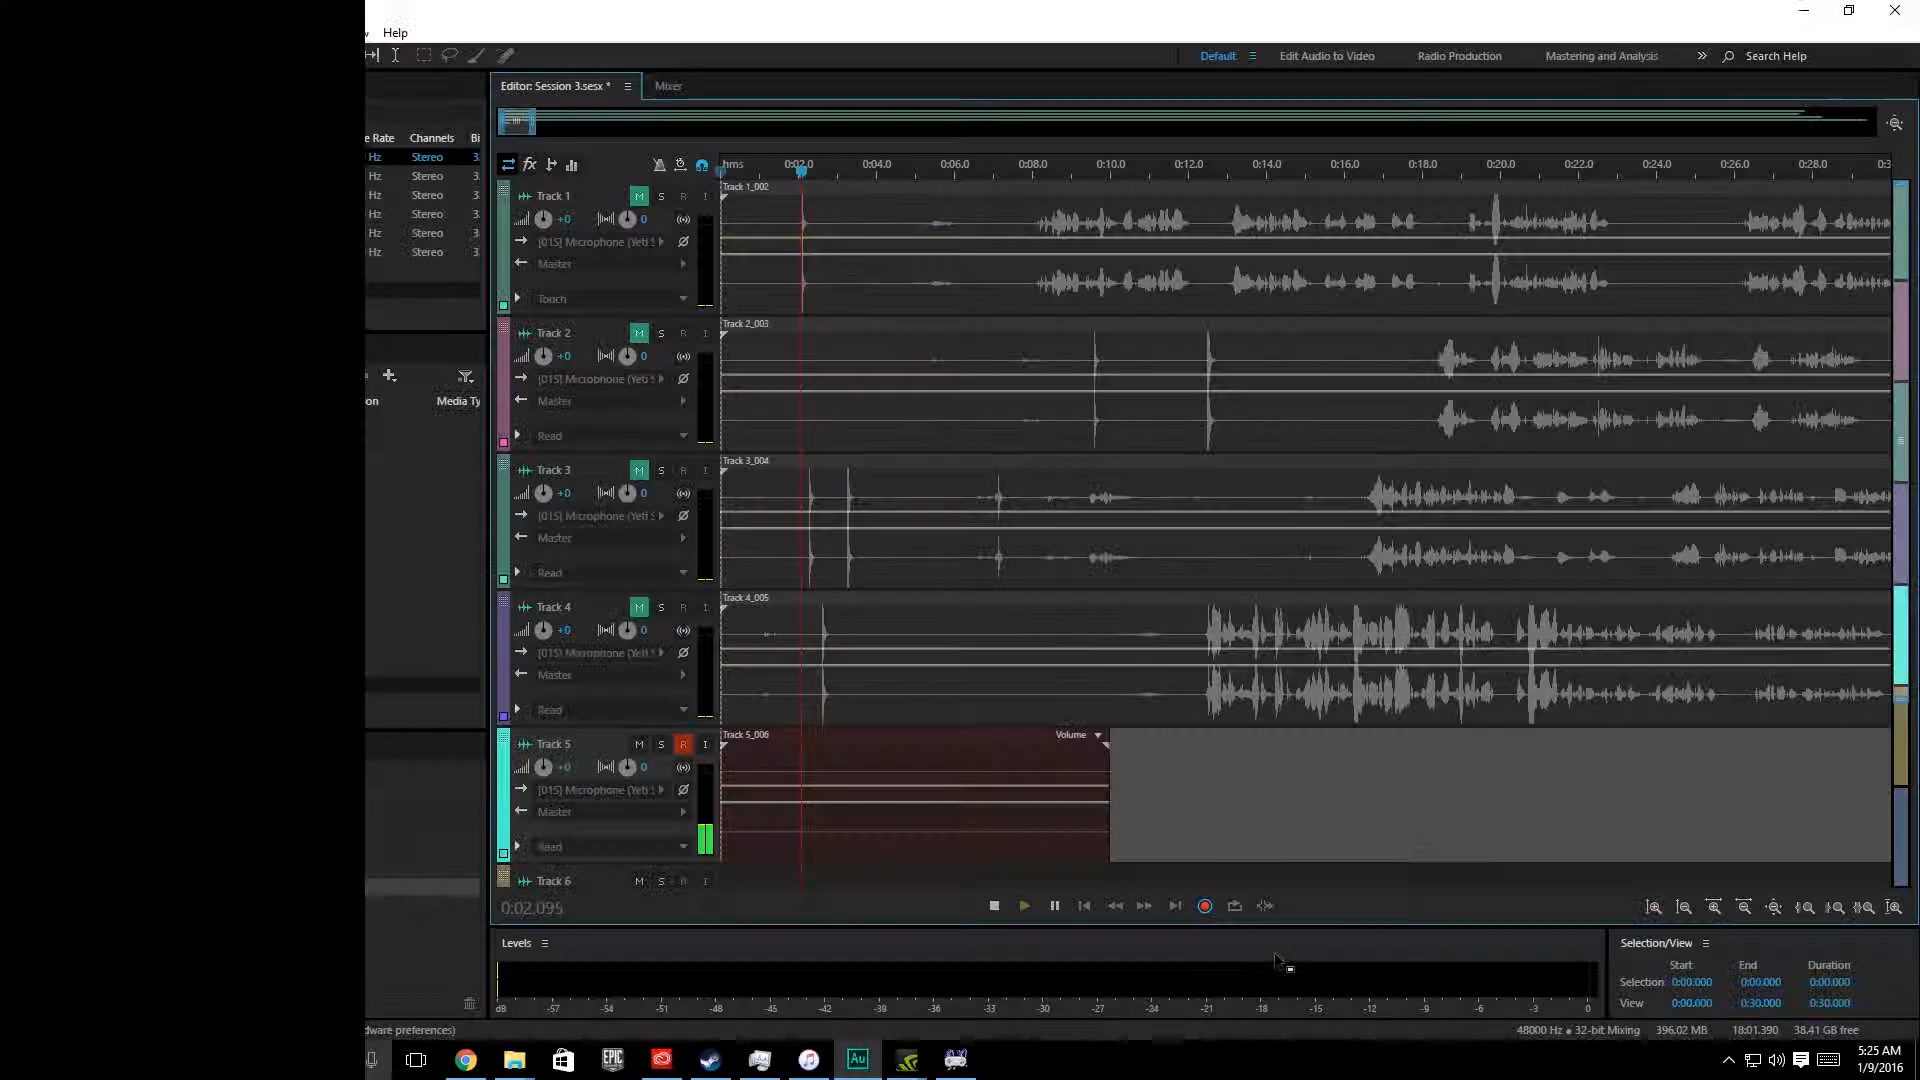 Help
Default
Edit Audio to Video
Radio Production
Mastering and Analysis
Search Help
Editor: Session 3.sesx *
Mixer
e Rate Channels Bi
Hz Stereo 3
Hz Stereo 3
Hz Stereo 3
Hz Stereo 3
Hz Stereo 3
Hz Stereo 3
on Media Ty
fx
hms 0:02.0 0:04.0 0:06.0 0:08.0 0:10.0 0:12.0 0:14.0 0:16.0 0:18.0 0:20.0 0:22.0 0:24.0 0:26.0 0:28.0 0:3
Track 1 M S R I
+0 0
[01S] Microphone (Yeti S
Master
Touch
Track 1_002
Track 2 M S R I
+0 0
[01S] Microphone (Yeti S
Master
Read
Track 2_003
Track 3 M S R I
+0 0
[01S] Microphone (Yeti S
Master
Read
Track 3_004
Track 4 M S R I
+0 0
[01S] Microphone (Yeti S
Master
Read
Track 4_005
Track 5 M S R I
+0 0
[01S] Microphone (Yeti S
Master
Read
Track 5_006 Volume
Track 6 M S R I
0:02.095
Levels
dB -57 -54 -51 -48 -45 -42 -39 -36 -33 -30 -27 -24 -21 -18 -15 -12 -9 -6 -3 0
Selection/View
Start End Duration
Selection 0:00.000 0:00.000 0:00.000
View 0:00.000 0:30.000 0:30.000
dware preferences)
48000 Hz ● 32-bit Mixing 396.02 MB 18:01.390 38.41 GB free
EPIC
GAMES
Au
5:25 AM
1/9/2016